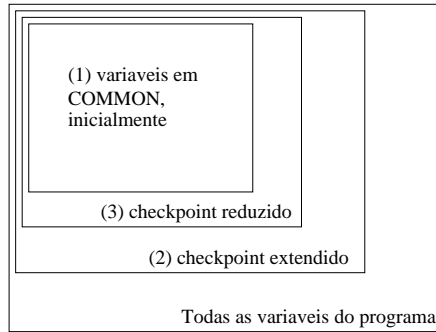 (1) variaveis em
COMMON,
inicialmente
(3) checkpoint reduzido
(2) checkpoint extendido
Todas as variaveis do programa